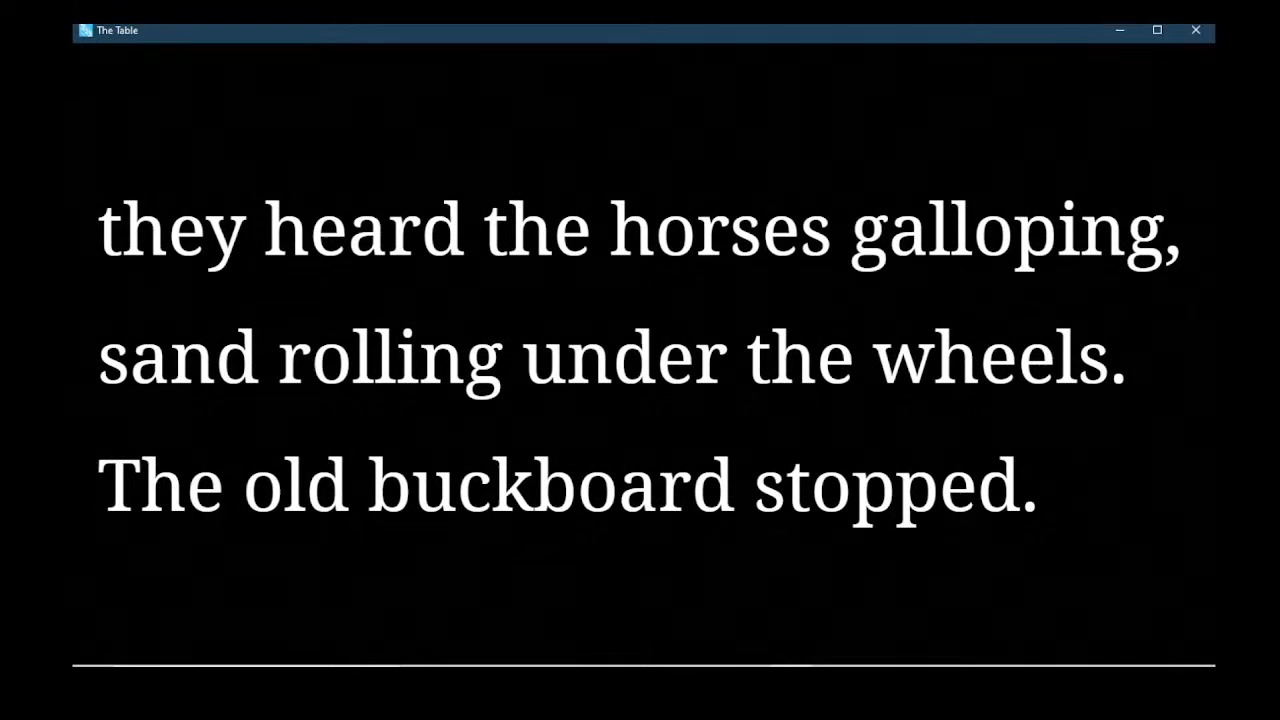 The Table
they heard the horses galloping,
sand rolling under the wheels.
The old buckboard stopped.